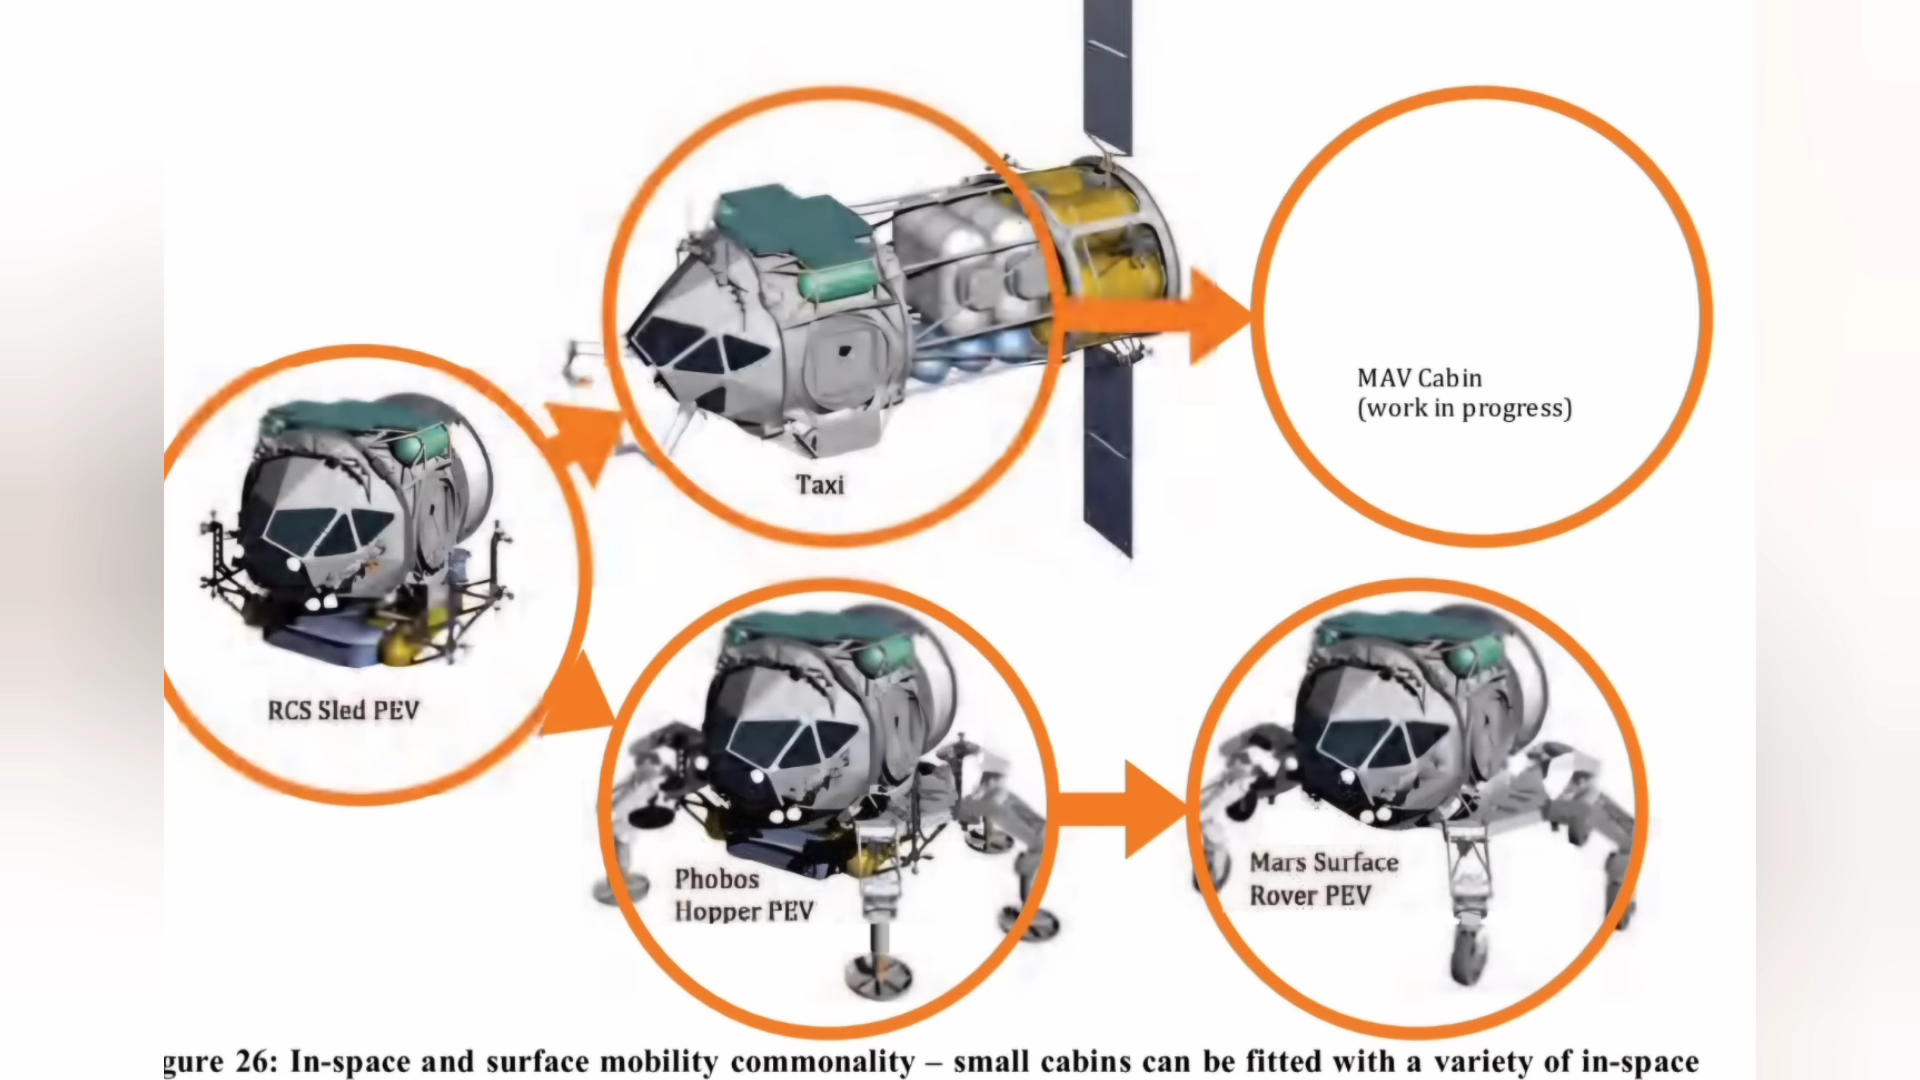 MAV Cabin
(work in progress)
Taxi
RCS Sled PEV
Phobos
Hopper PEV
Mars Surface
Rover PEV
gure 26: In-space and surface mobility commonality – small cabins can be fitted with a variety of in-space